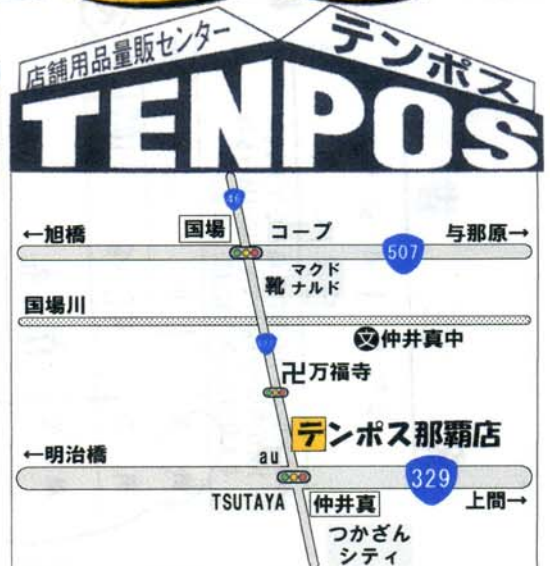 店舗用品量販センター
テンポス
TENPOS
46
国場
コープ
←旭橋
与那原→
507
マクド
ナルド
靴
国場川
文 仲井真中
卍万福寺
テンポス那覇店
←明治橋
au
329
上間→
TSUTAYA
仲井真
つかざん
シティ